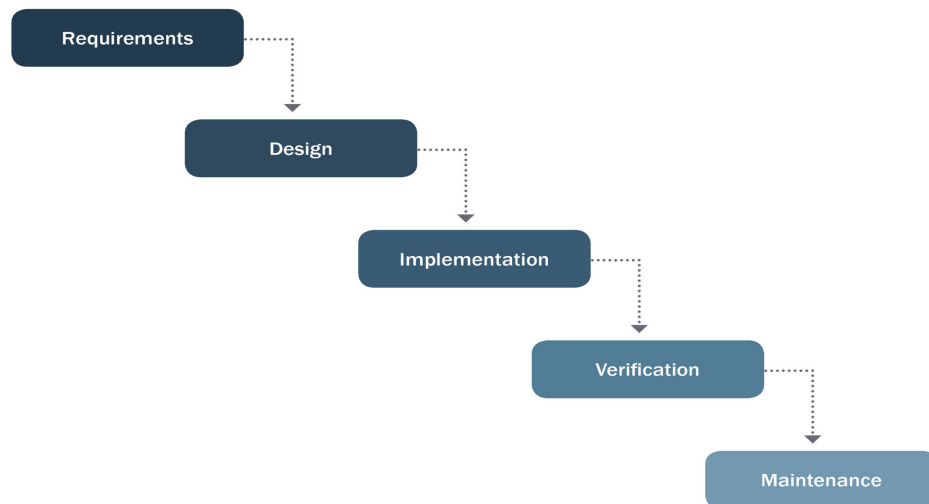 Requirements
Design
Implementation
Verification
Maintenance